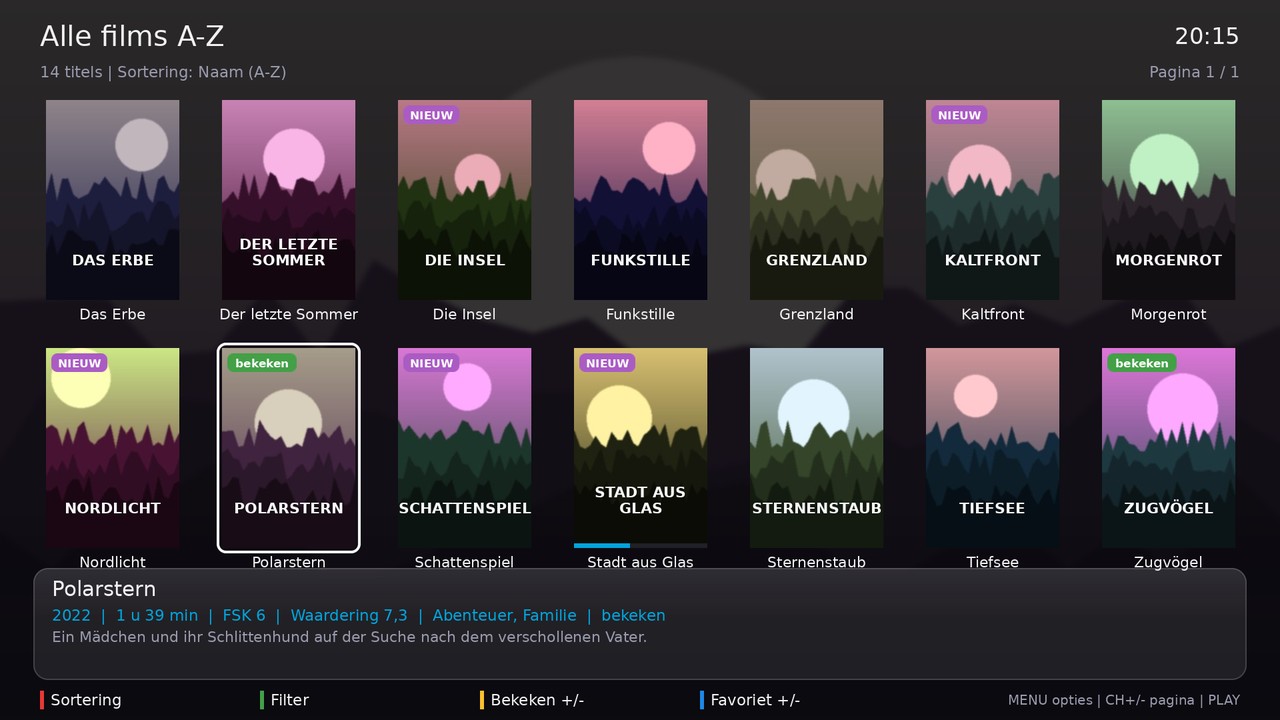 Alle films A-Z
20:15
14 titels | Sortering: Naam (A-Z)
Pagina 1 / 1
NIEUW
NIEUW
DAS ERBE
DER LETZTE
SOMMER
DIE INSEL
FUNKSTILLE
GRENZLAND
KALTFRONT
MORGENROT
Das Erbe
Der letzte Sommer
Die Insel
Funkstille
Grenzland
Kaltfront
Morgenrot
NIEUW
bekeken
NIEUW
NIEUW
bekeken
NORDLICHT
POLARSTERN
SCHATTENSPIEL
STADT AUS
GLAS
STERNENSTAUB
TIEFSEE
ZUGVÖGEL
Nordlicht
Polarstern
Schattenspiel
Stadt aus Glas
Sternenstaub
Tiefsee
Zugvögel
Polarstern
2022 | 1 u 39 min | FSK 6 | Waardering 7,3 | Abenteuer, Familie | bekeken
Ein Mädchen und ihr Schlittenhund auf der Suche nach dem verschollenen Vater.
Sortering
Filter
Bekeken +/-
Favoriet +/-
MENU opties | CH+/- pagina | PLAY